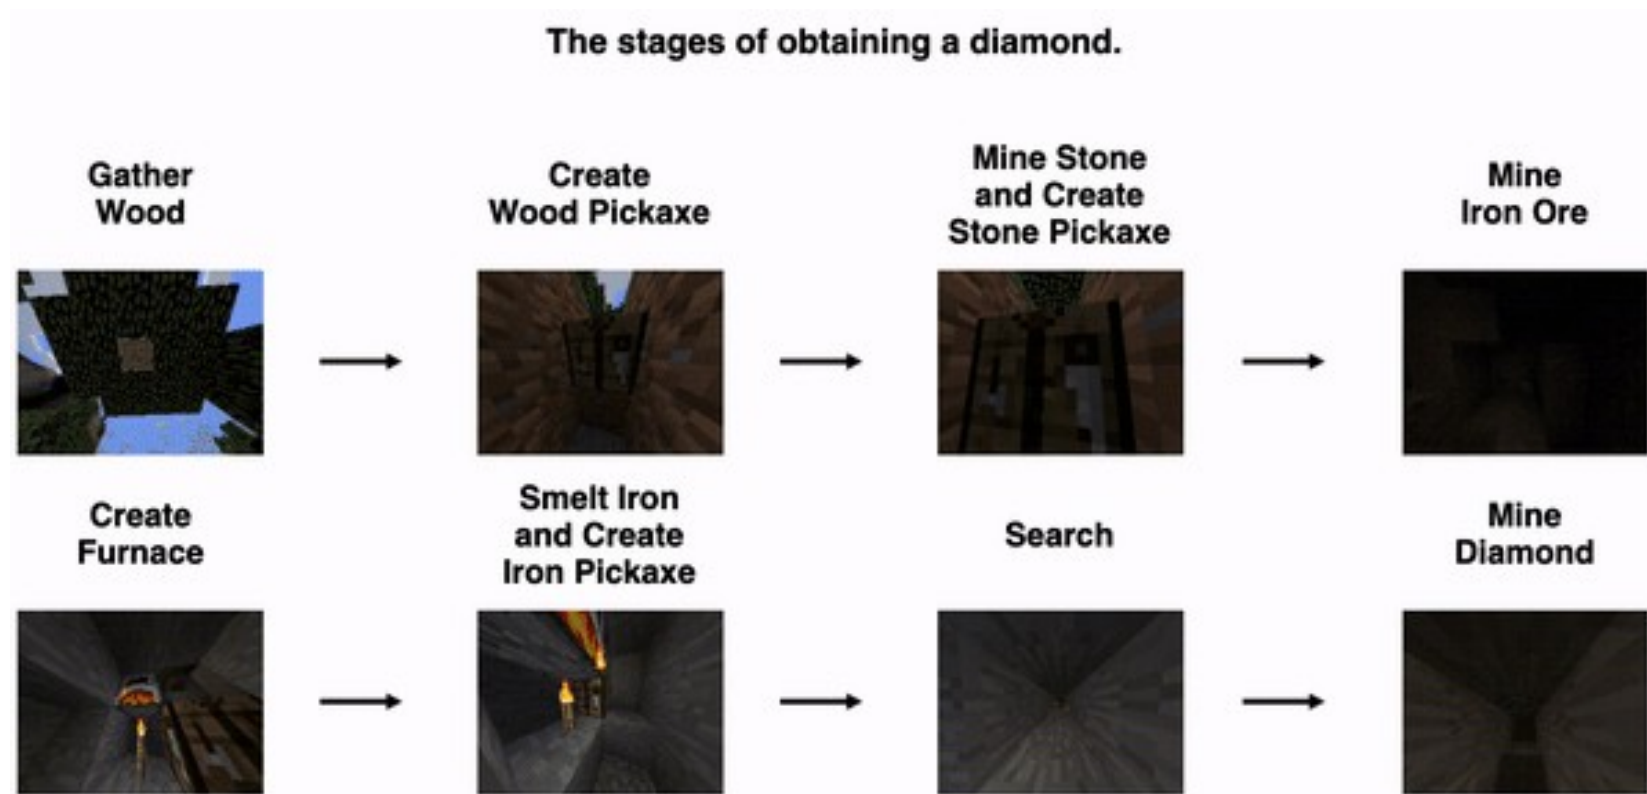 The stages of obtaining a diamond.
Gather
Wood
Create
Wood Pickaxe
Mine Stone
and Create
Stone Pickaxe
Mine
Iron Ore
Create
Furnace
Smelt Iron
and Create
Iron Pickaxe
Search
Mine
Diamond